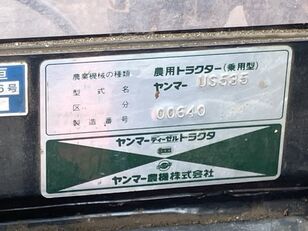 農業機械の種類 農用トラクター(乗用型)
型式名 ヤンマー US535
区分
製造番号 00640
ヤンマーディーゼルトラクタ
ヤンマー農機株式会社
5号